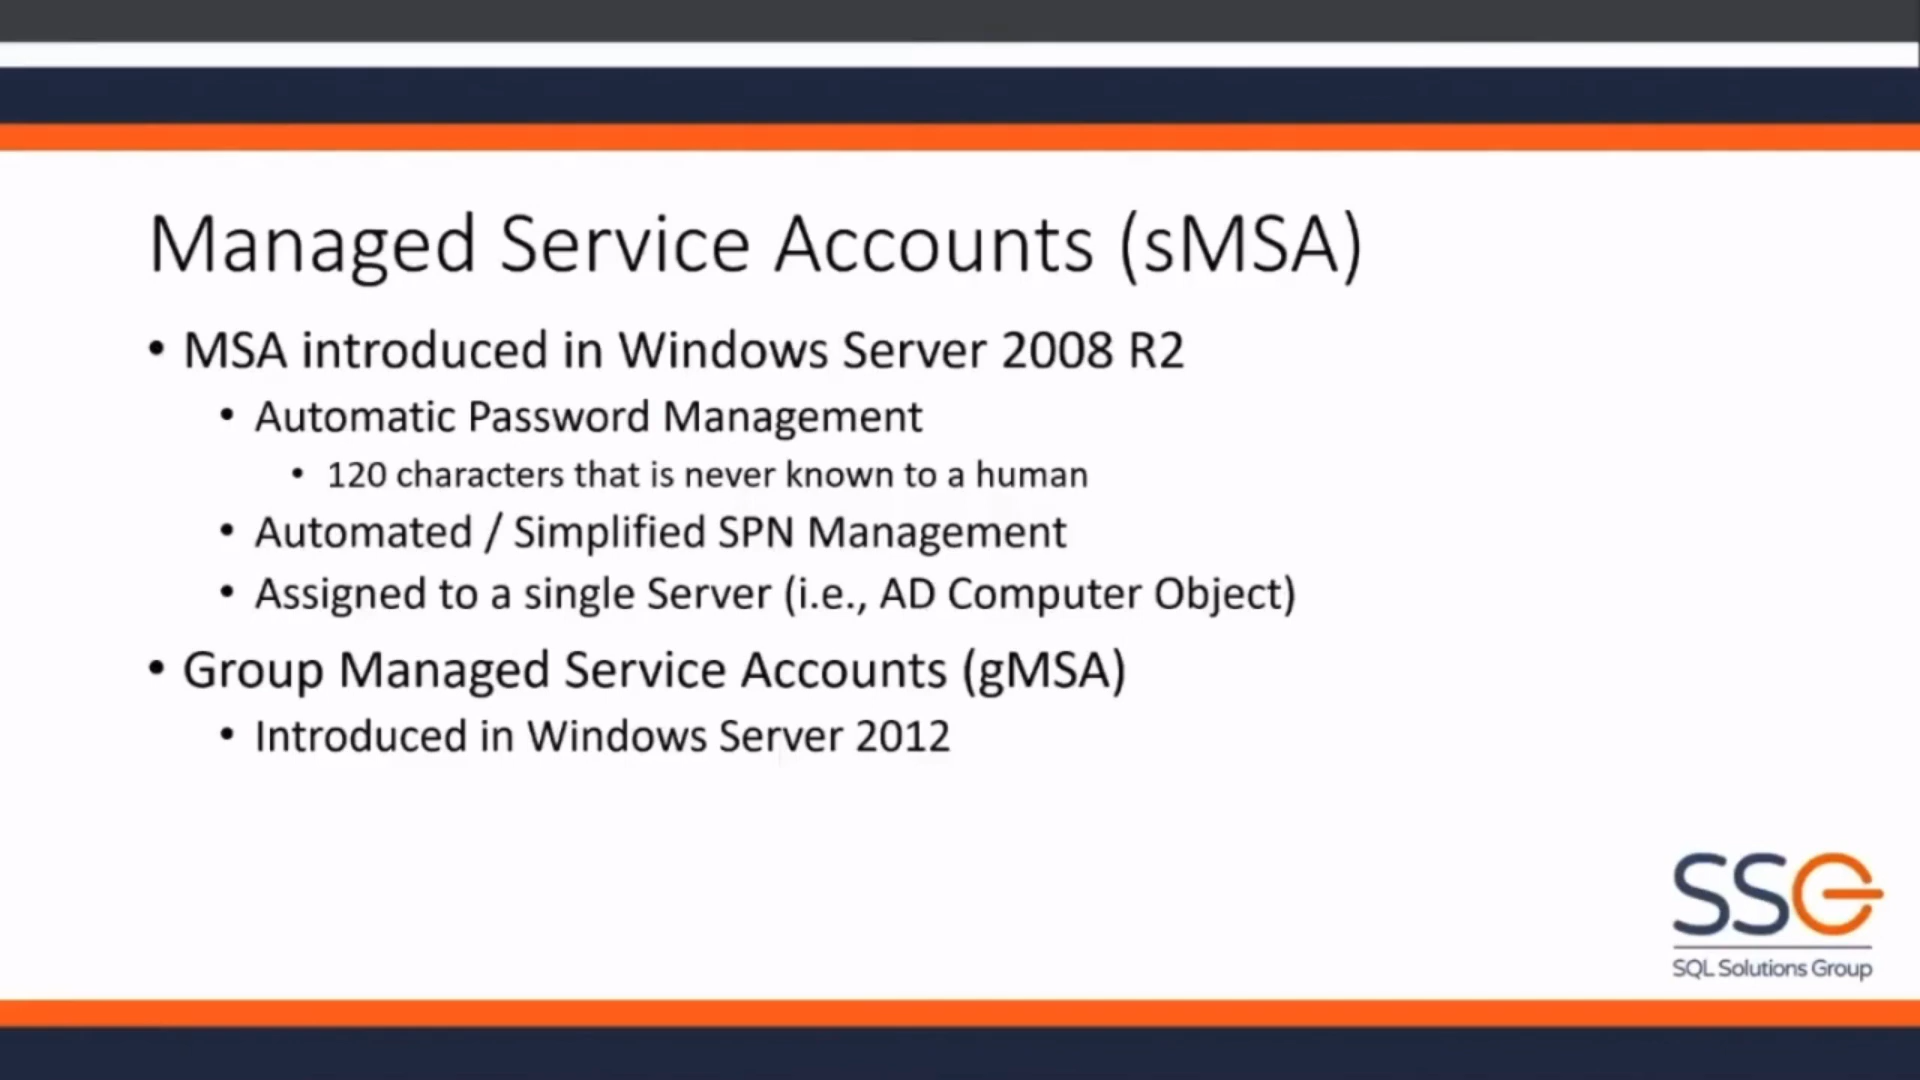 Managed Service Accounts (sMSA)
• MSA introduced in Windows Server 2008 R2
• Automatic Password Management
• 120 characters that is never known to a human
• Automated / Simplified SPN Management
• Assigned to a single Server (i.e., AD Computer Object)
• Group Managed Service Accounts (gMSA)
• Introduced in Windows Server 2012
SSG
SQL Solutions Group